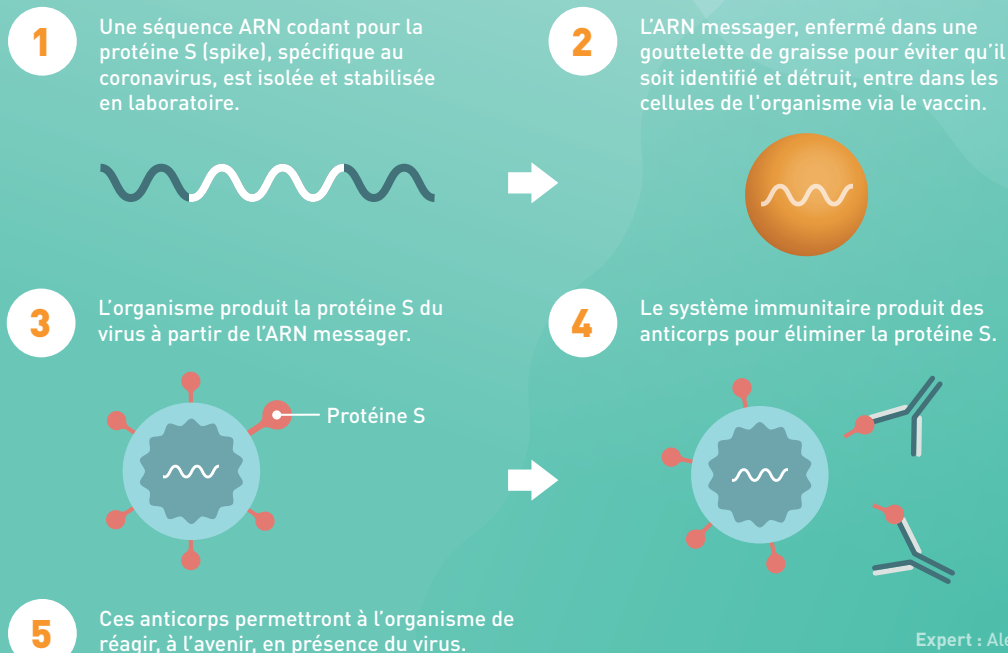 1
Une séquence ARN codant pour la
protéine S (spike), spécifique au
coronavirus, est isolée et stabilisée
en laboratoire.
2
L'ARN messager, enfermé dans une
gouttelette de graisse pour éviter qu'il
soit identifié et détruit, entre dans les
cellules de l'organisme via le vaccin.
3
L'organisme produit la protéine S du
virus à partir de l'ARN messager.
Protéine S
4
Le système immunitaire produit des
anticorps pour éliminer la protéine S.
5
Ces anticorps permettront à l'organisme de
réagir, à l'avenir, en présence du virus.
Expert :